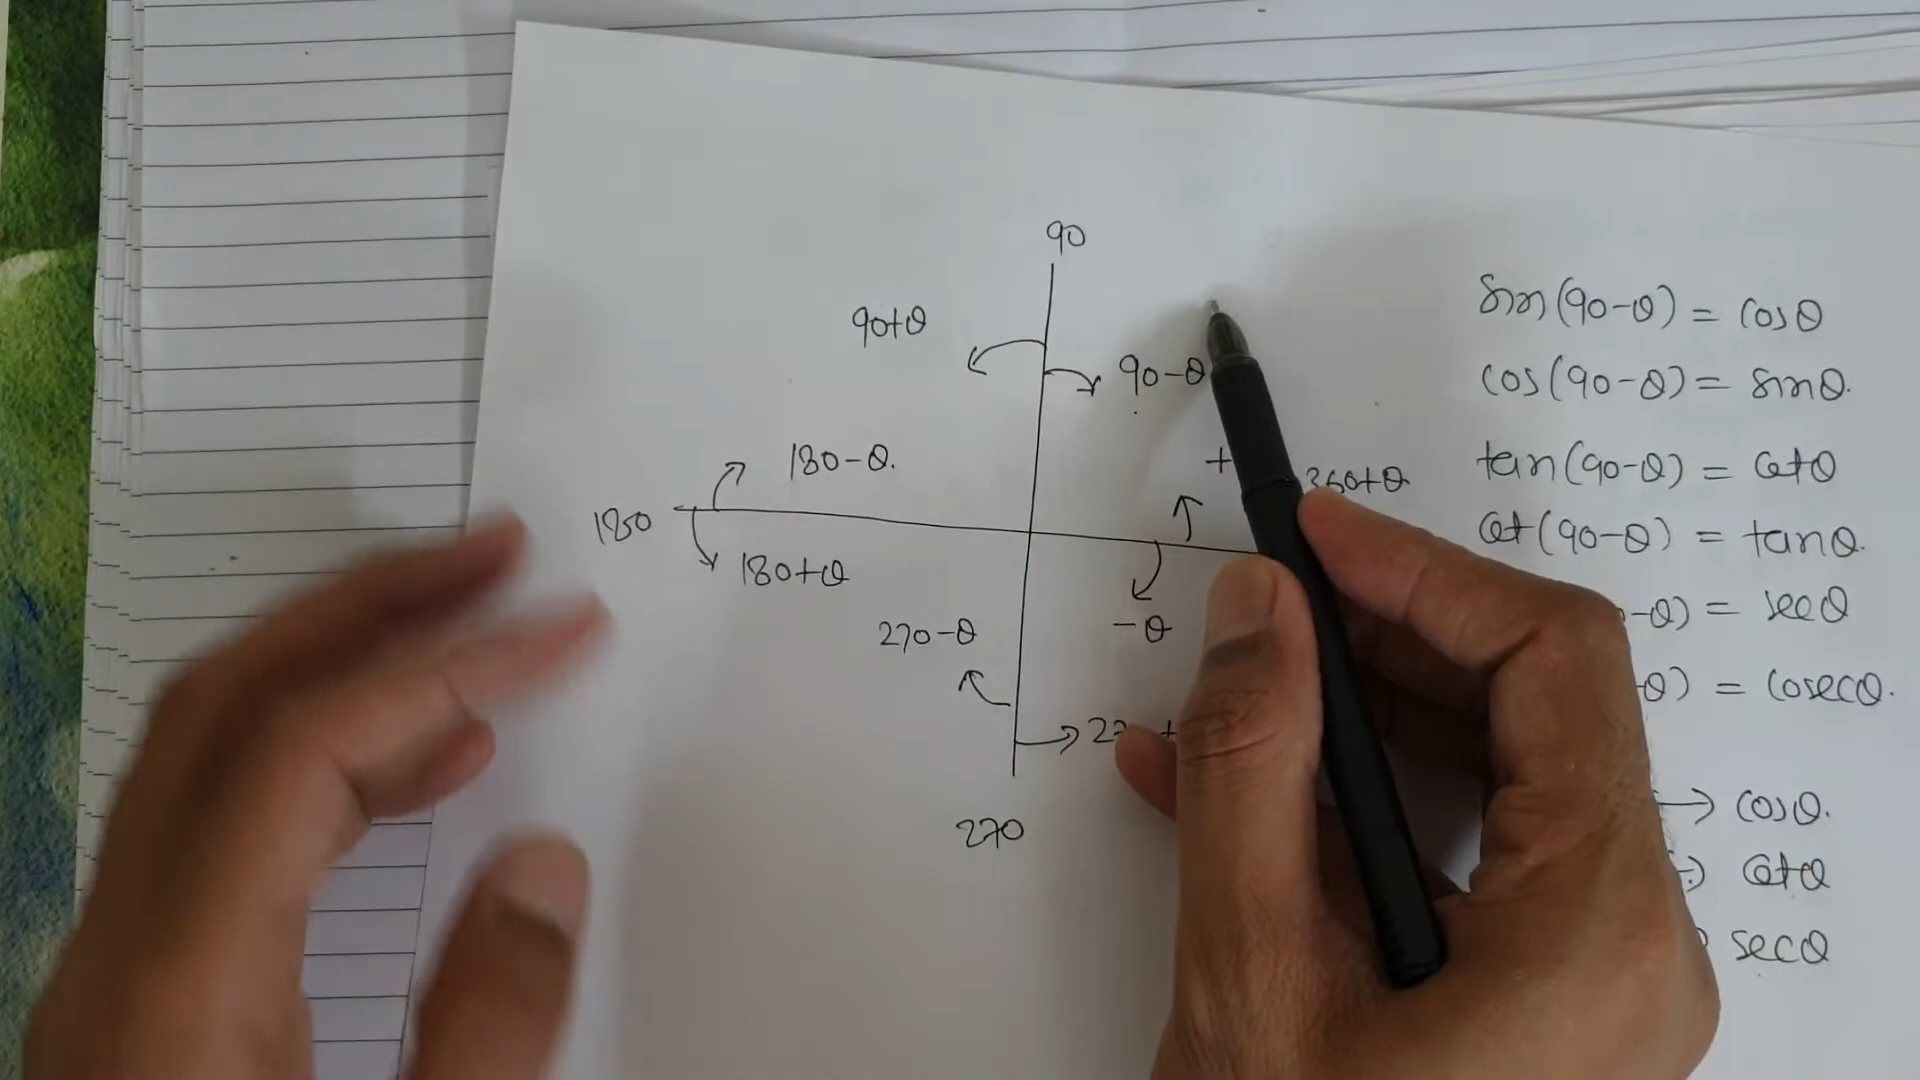 90
90+θ
90-θ
180-θ.
+
360+θ
180
180+θ
270-θ
-θ
270
sin(90-θ) = cosθ
cos(90-θ) = sinθ.
tan(90-θ) = cotθ
cot(90-θ) = tanθ.
-θ) = secθ
θ) = cosecθ.
→ cosθ.
→ cotθ
secθ